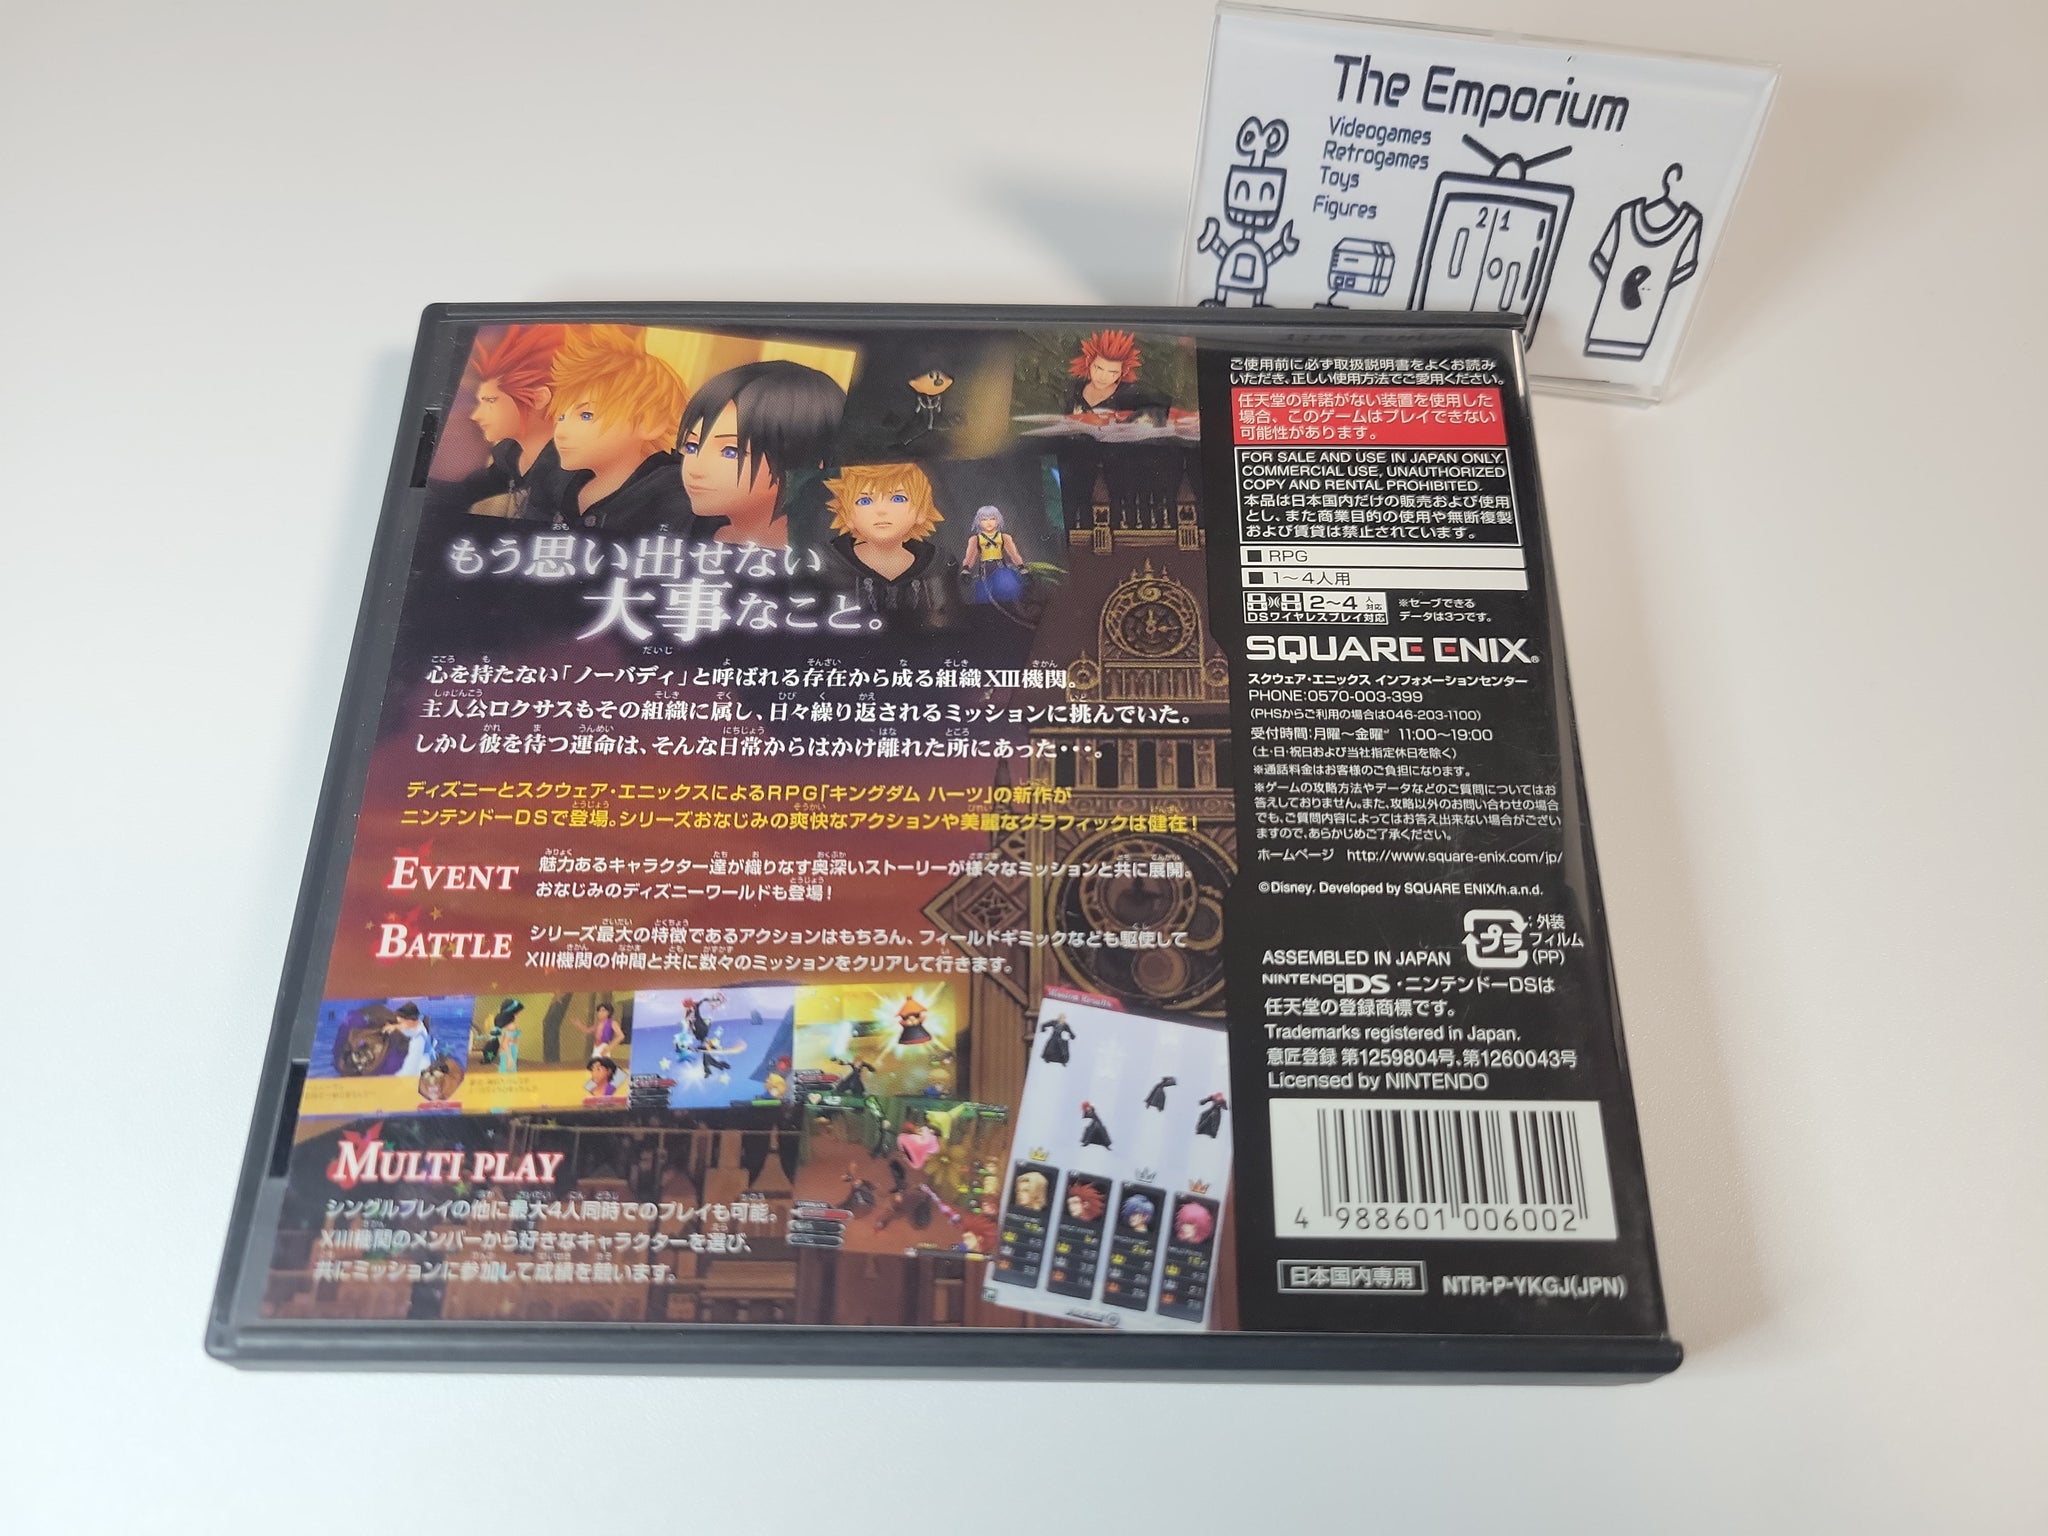 The Emporium
Videogames
Retrogames
Toys
Figures
21
もう思い出せない
大事なこと。
心を持たない「ノーバディ」と呼ばれる存在から成る組織XIII機関。
主人公ロクサスもその組織に属し、日々繰り返されるミッションに挑んでいた。
しかし彼を待つ運命は、そんな日常からはかけ離れた所にあった・・・。
ディズニーとスクウェア・エニックスによるRPG「キングダム ハーツ」の新作が
ニンテンドーDSで登場。シリーズおなじみの爽快なアクションや美麗なグラフィックは健在!
EVENT
魅力あるキャラクター達が織りなす奥深いストーリーが様々なミッションと共に展開。
おなじみのディズニーワールドも登場!
BATTLE
シリーズ最大の特徴であるアクションはもちろん、フィールドギミックなども駆使して
XIII機関の仲間と共に数々のミッションをクリアして行きます。
Mission Results
MULTI PLAY
シングルプレイの他に最大4人同時でのプレイも可能。
XIII機関のメンバーから好きなキャラクターを選び、
共にミッションに参加して成績を競います。
ご使用前に必ず取扱説明書をよくお読み
いただき、正しい使用方法でご愛用ください。
任天堂の許諾がない装置を使用した
場合、このゲームはプレイできない
可能性があります。
FOR SALE AND USE IN JAPAN ONLY.
COMMERCIAL USE, UNAUTHORIZED
COPY AND RENTAL PROHIBITED.
本品は日本国内だけの販売および使用
とし、また商業目的の使用や無断複製
および賃貸は禁止されています。
■ RPG
■ 1〜4人用
2〜4人対応
DSワイヤレスプレイ対応
※セーブできる
データは3つです。
SQUARE ENIX®
スクウェア・エニックス インフォメーションセンター
PHONE:0570-003-399
(PHSからご利用の場合は046-203-1100)
受付時間:月曜〜金曜 11:00〜19:00
(土・日・祝日および当社指定休日を除く)
※通話料金はお客様のご負担になります。
※ゲームの攻略方法やデータなどのご質問についてはお
答えしておりません。また、攻略以外のお問い合わせの場合
でも、ご質問内容によってはお答え出来ない場合がござい
ますので、あらかじめご了承ください。
ホームページ http://www.square-enix.com/jp/
©Disney. Developed by SQUARE ENIX/h.a.n.d.
プラ
:外装
フィルム
(PP)
ASSEMBLED IN JAPAN
NINTENDO DS・ニンテンドーDSは
任天堂の登録商標です。
Trademarks registered in Japan.
意匠登録 第1259804号、第1260043号
Licensed by NINTENDO
4 988601 006002
日本国内専用
NTR-P-YKGJ(JPN)